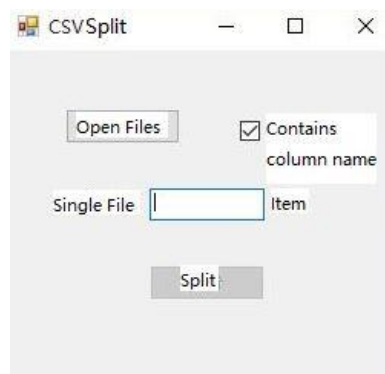 CSVSplit
Open Files
Contains
column name
Single File
Item
Split